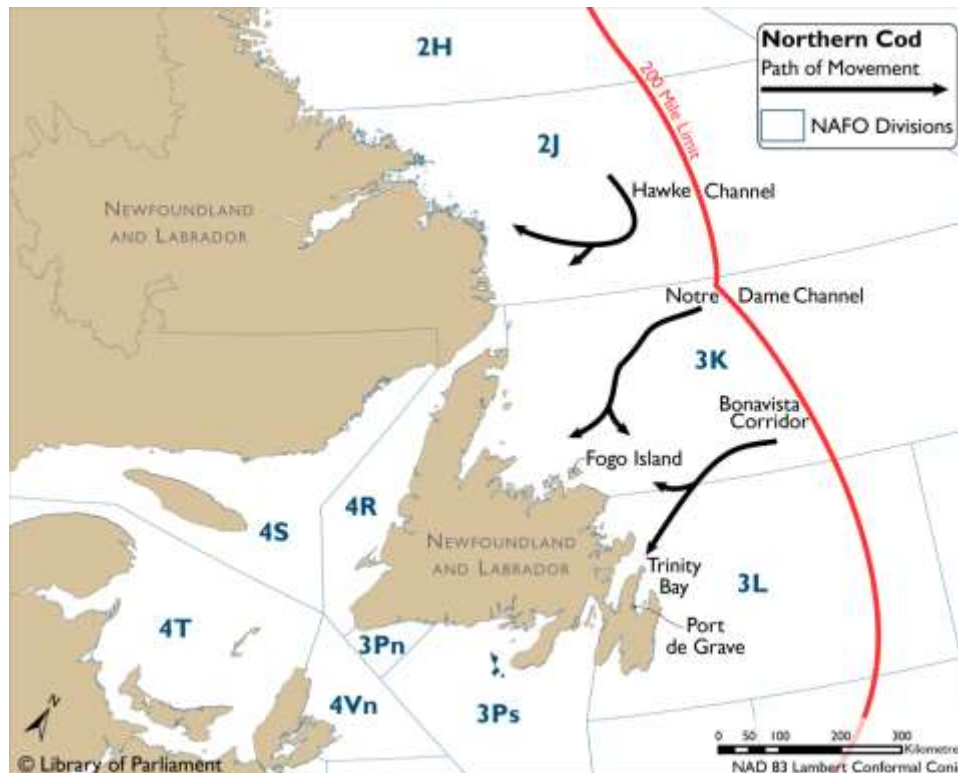 2H
Northern Cod
Path of Movement
NAFO Divisions
200 Mile Limit
2J
Hawke Channel
NEWFOUNDLAND
AND LABRADOR
Notre Dame Channel
3K
Bonavista
Corridor
Fogo Island
4R
4S
NEWFOUNDLAND
AND LABRADOR
Trinity
Bay
3L
4T
Port
de Grave
3Pn
4Vn
3Ps
N
0 50 100 200 300
Kilometre
© Library of Parliament
NAD 83 Lambert Conformal Coni